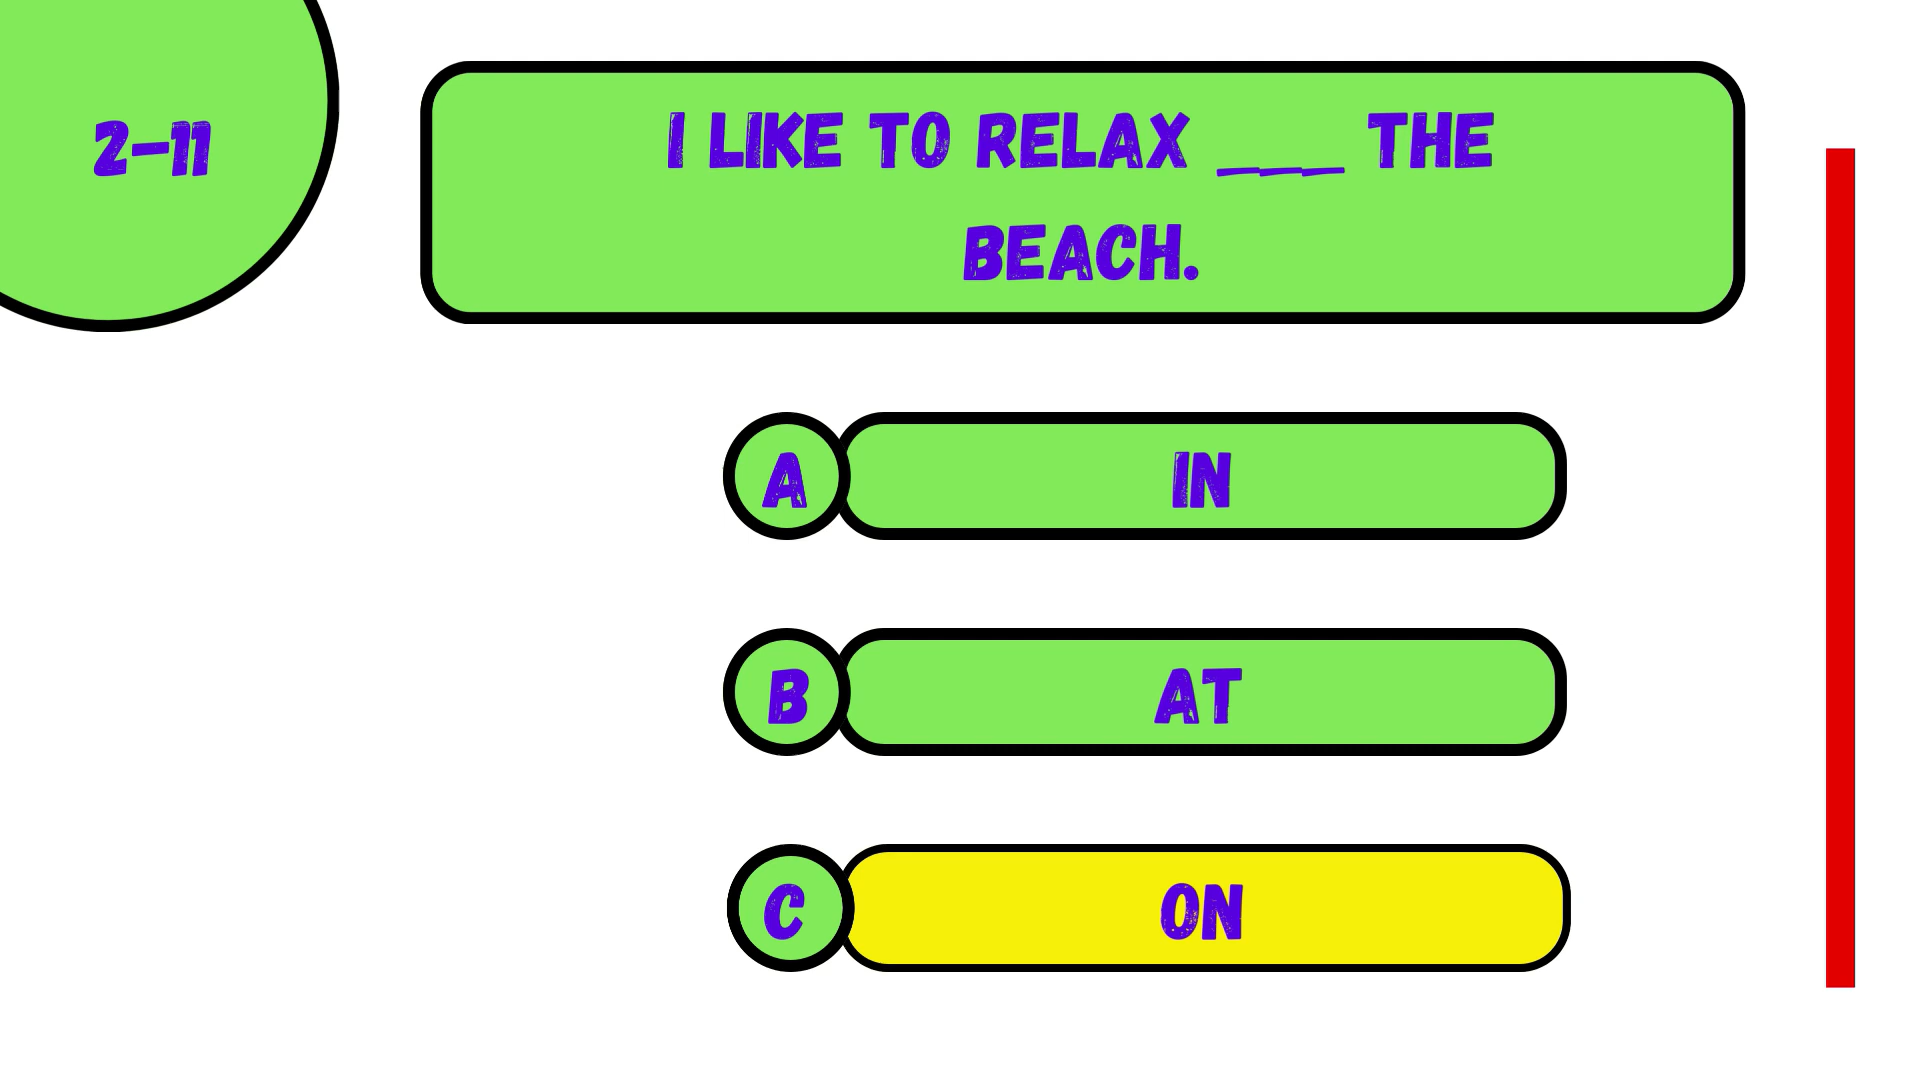 2-11
I LIKE TO RELAX ___ THE
BEACH.
A IN
B AT
C ON